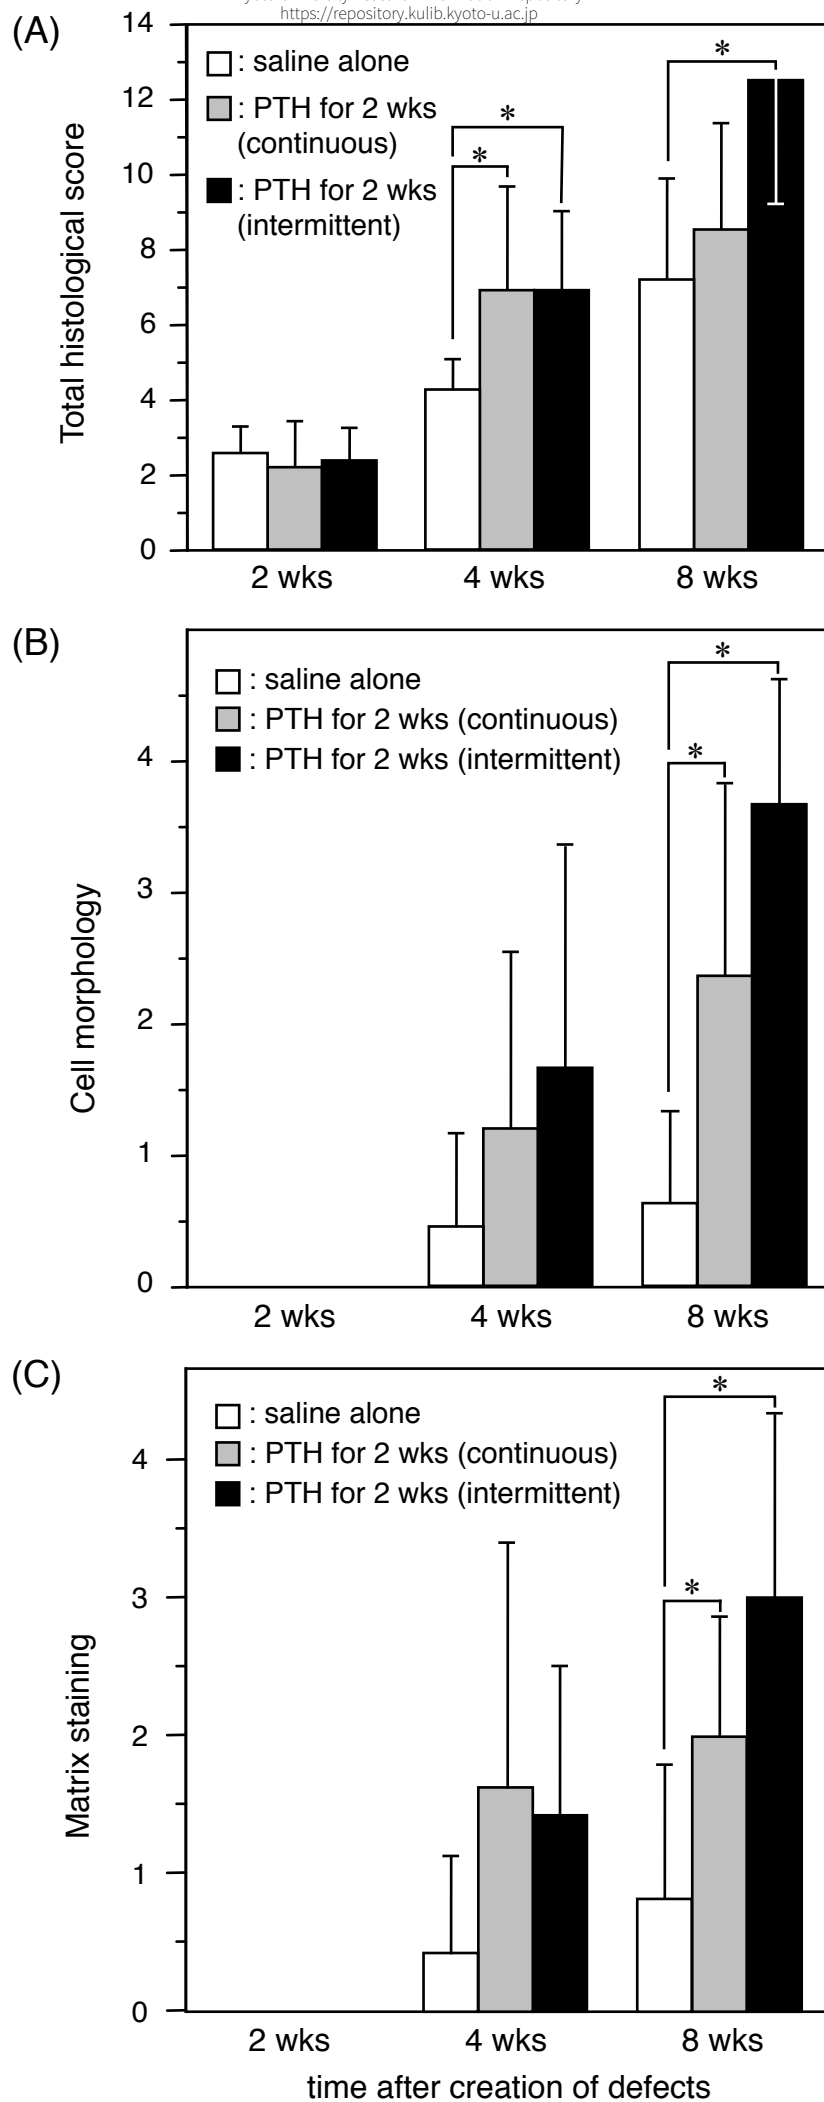 https://repository.kulib.kyoto-u.ac.jp
(A)
14
12
10
8
6
4
2
0
Total histological score
: saline alone
: PTH for 2 wks
(continuous)
: PTH for 2 wks
(intermittent)
*
*
*
2 wks
4 wks
8 wks
(B)
4
3
2
1
0
Cell morphology
: saline alone
: PTH for 2 wks (continuous)
: PTH for 2 wks (intermittent)
*
*
2 wks
4 wks
8 wks
(C)
4
3
2
1
0
Matrix staining
: saline alone
: PTH for 2 wks (continuous)
: PTH for 2 wks (intermittent)
*
*
2 wks
4 wks
8 wks
time after creation of defects